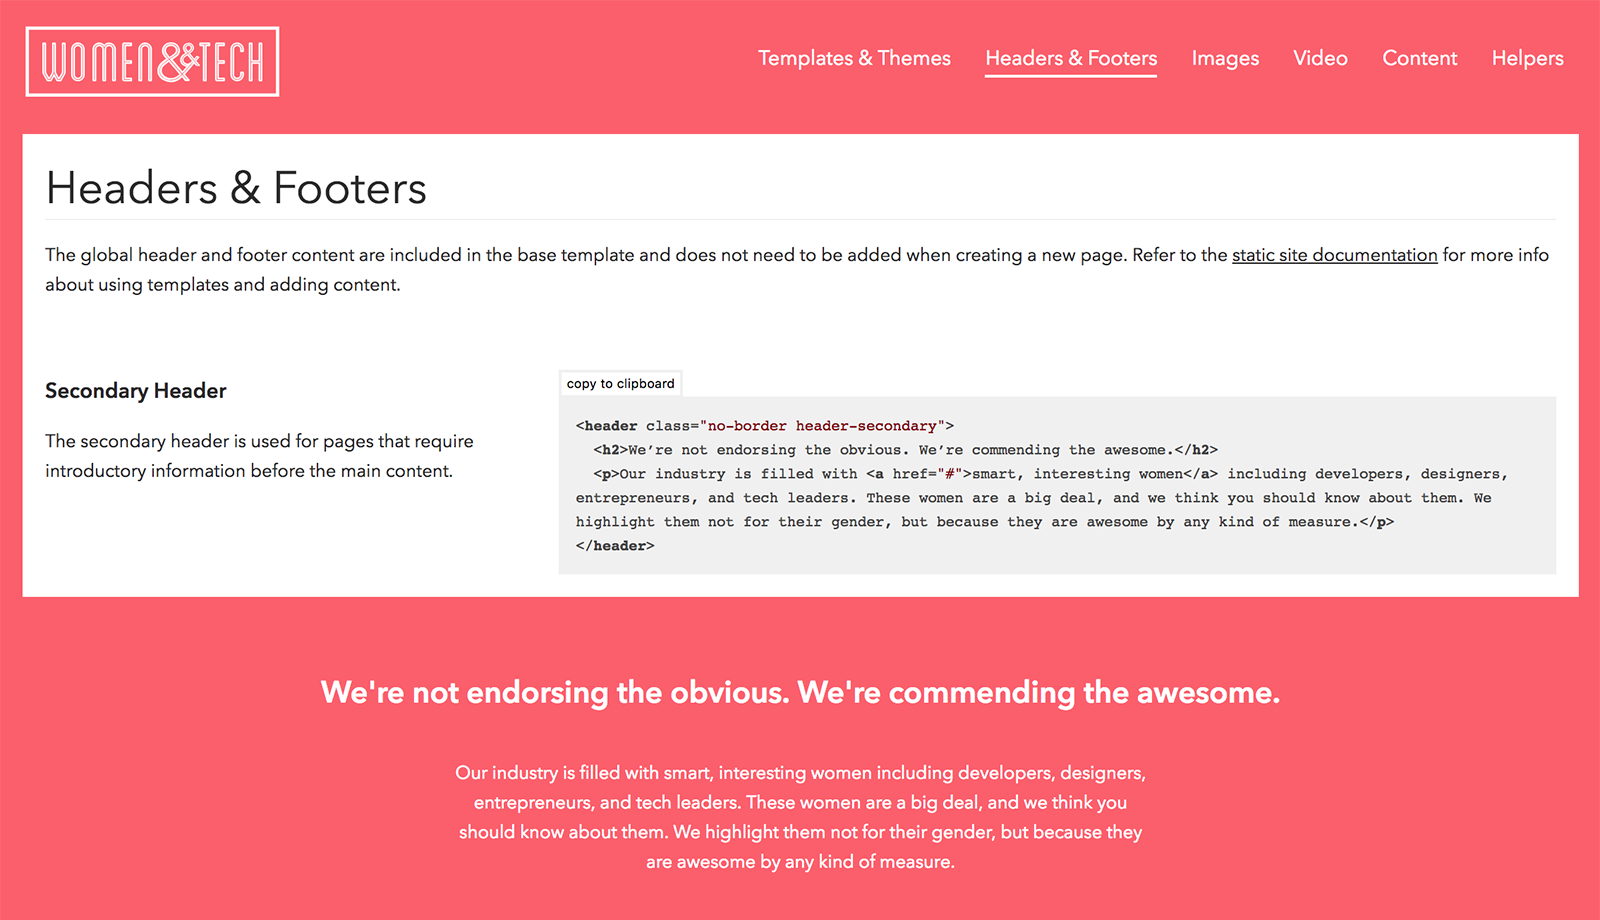 WOMEN&&TECH
Templates & Themes Headers & Footers Images Video Content Helpers
Headers & Footers
The global header and footer content are included in the base template and does not need to be added when creating a new page. Refer to the static site documentation for more info
about using templates and adding content.
Secondary Header
The secondary header is used for pages that require
introductory information before the main content.
copy to clipboard
<header class="no-border header-secondary">
  <h2>We’re not endorsing the obvious. We’re commending the awesome.</h2>
  <p>Our industry is filled with <a href="#">smart, interesting women</a> including developers, designers,
entrepreneurs, and tech leaders. These women are a big deal, and we think you should know about them. We
highlight them not for their gender, but because they are awesome by any kind of measure.</p>
</header>
We're not endorsing the obvious. We're commending the awesome.
Our industry is filled with smart, interesting women including developers, designers,
entrepreneurs, and tech leaders. These women are a big deal, and we think you
should know about them. We highlight them not for their gender, but because they
are awesome by any kind of measure.